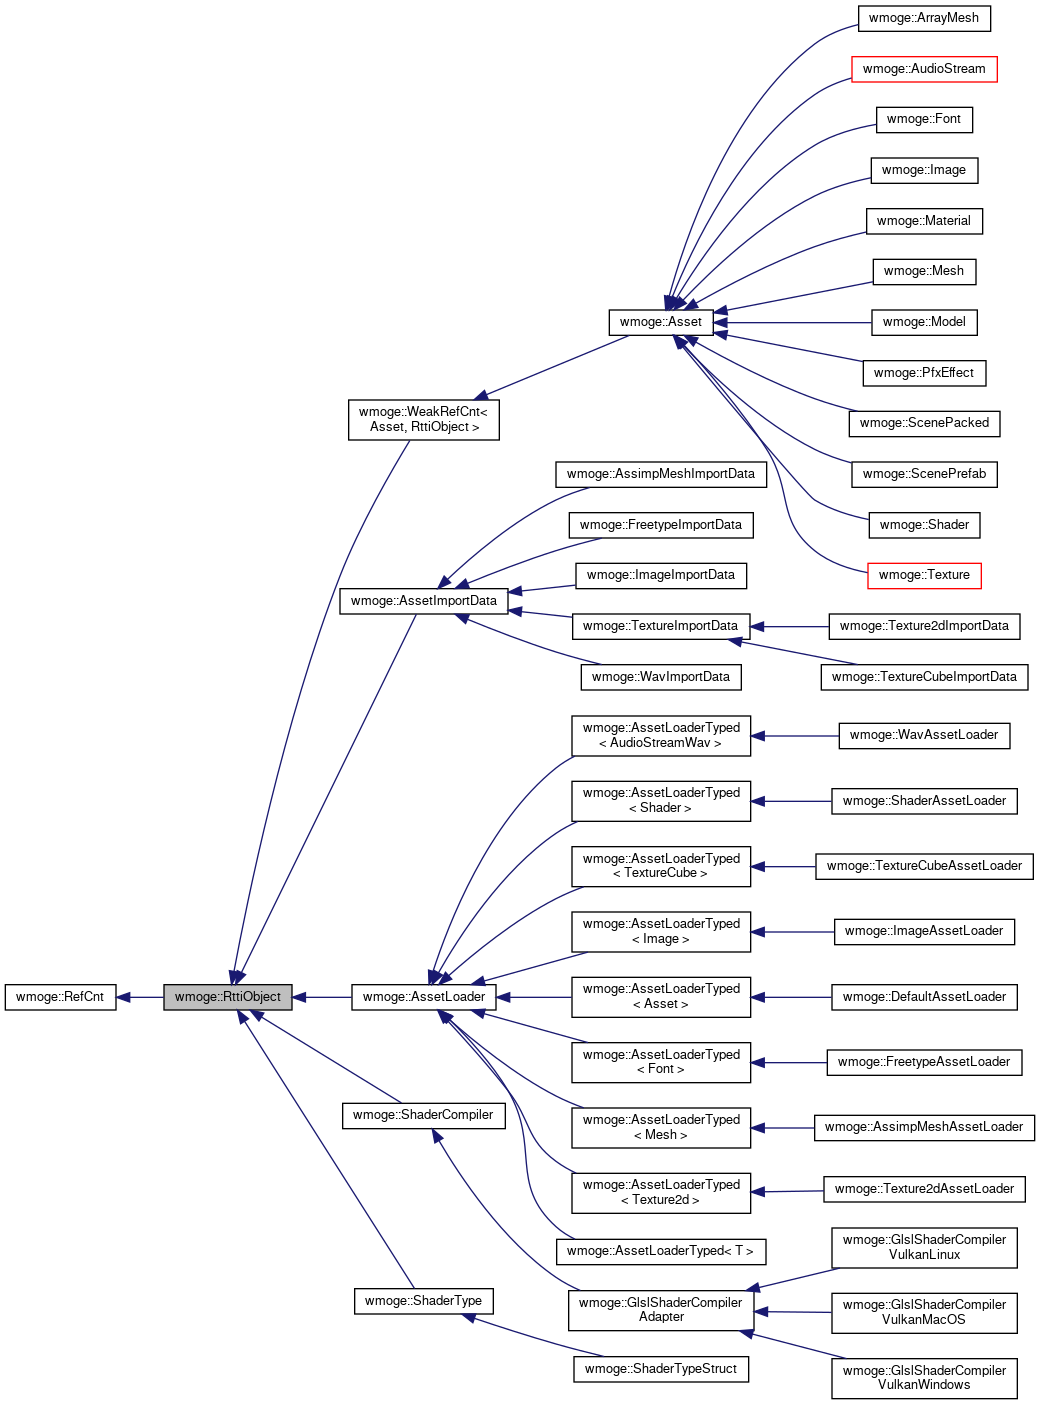 wmoge::ArrayMesh
wmoge::AudioStream
wmoge::Font
wmoge::Image
wmoge::Material
wmoge::Mesh
wmoge::Asset
wmoge::Model
wmoge::PfxEffect
wmoge::WeakRefCnt<
Asset, RttiObject >
wmoge::ScenePacked
wmoge::ScenePrefab
wmoge::AssimpMeshImportData
wmoge::FreetypeImportData
wmoge::Shader
wmoge::ImageImportData
wmoge::Texture
wmoge::AssetImportData
wmoge::TextureImportData
wmoge::Texture2dImportData
wmoge::WavImportData
wmoge::TextureCubeImportData
wmoge::AssetLoaderTyped
< AudioStreamWav >
wmoge::WavAssetLoader
wmoge::AssetLoaderTyped
< Shader >
wmoge::ShaderAssetLoader
wmoge::AssetLoaderTyped
< TextureCube >
wmoge::TextureCubeAssetLoader
wmoge::AssetLoaderTyped
< Image >
wmoge::ImageAssetLoader
wmoge::RefCnt
wmoge::RttiObject
wmoge::AssetLoader
wmoge::AssetLoaderTyped
< Asset >
wmoge::DefaultAssetLoader
wmoge::AssetLoaderTyped
< Font >
wmoge::FreetypeAssetLoader
wmoge::ShaderCompiler
wmoge::AssetLoaderTyped
< Mesh >
wmoge::AssimpMeshAssetLoader
wmoge::AssetLoaderTyped
< Texture2d >
wmoge::Texture2dAssetLoader
wmoge::AssetLoaderTyped< T >
wmoge::GlslShaderCompiler
VulkanLinux
wmoge::ShaderType
wmoge::GlslShaderCompiler
Adapter
wmoge::GlslShaderCompiler
VulkanMacOS
wmoge::ShaderTypeStruct
wmoge::GlslShaderCompiler
VulkanWindows